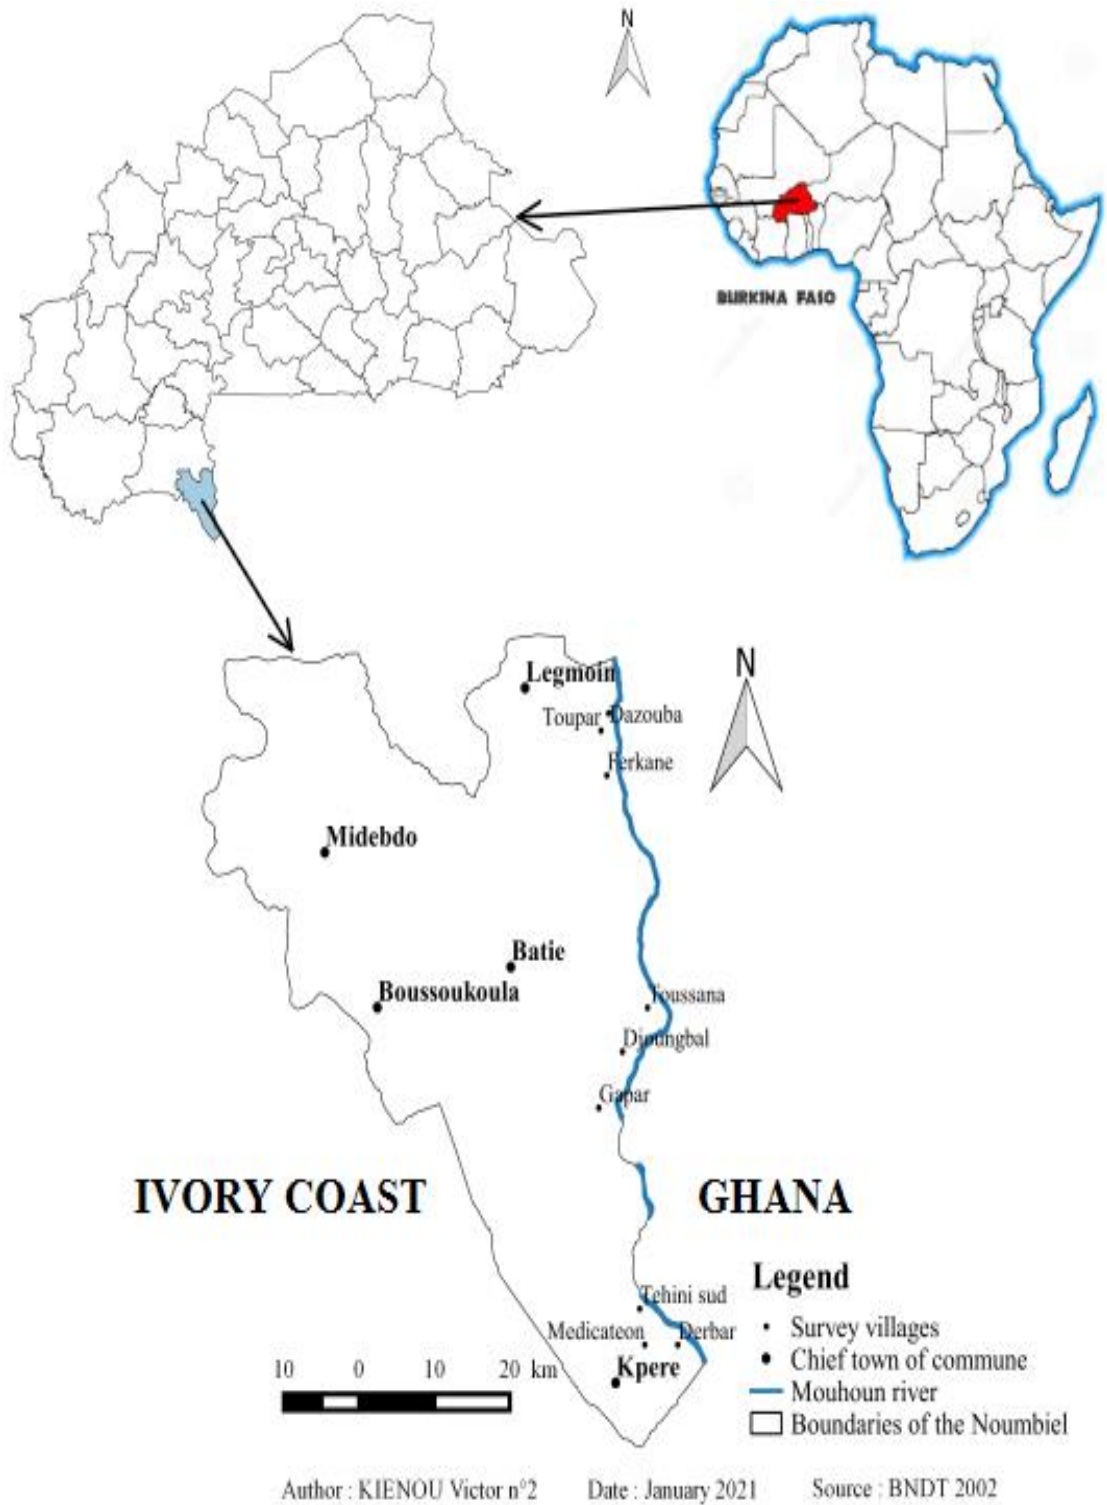 N
BURKINA FASO
N
Legmoin
Toupar
Dazouba
Ferkane
Midebdo
Batie
Boussoukoula
Toussana
Gapar
IVORY COAST
GHANA
Legend
Tehini sud
Survey villages
Medicateon
Derbar
Chief town of commune
10 0 10 20 km
Kpere
Mouhoun river
Boundaries of the Noumbiel
Author : KIENOU Victor n°2
Date : January 2021
Source : BNDT 2002